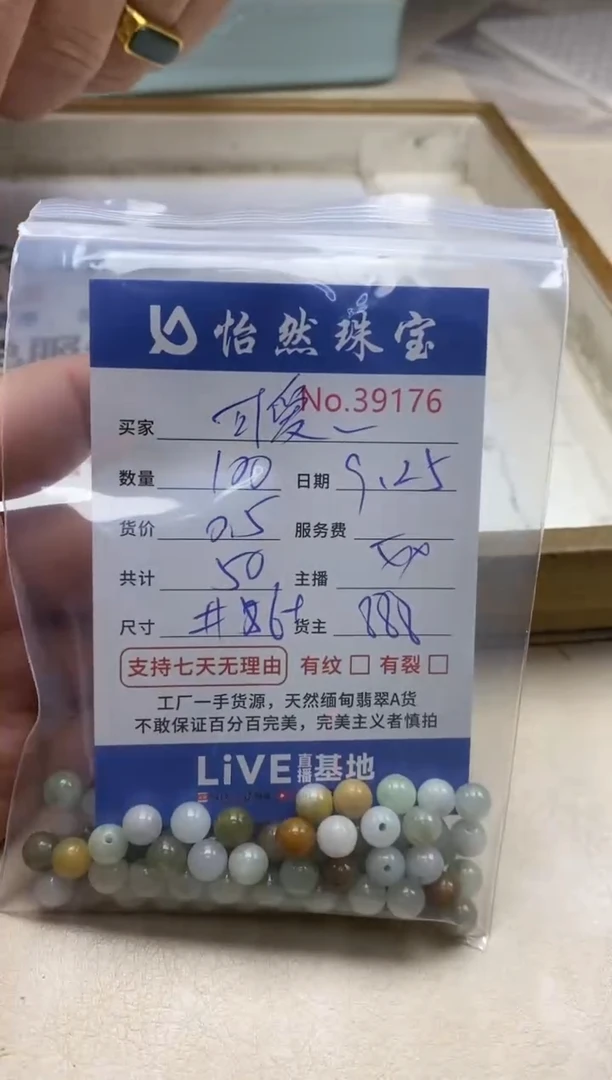 怡然珠宝
No.39176
买家 可爱一
数量 100 日期 9.25
货价 0.5 服务费
共计 50 主播
尺寸 货主 888
支持七天无理由 有纹 有裂
工厂一手货源，天然缅甸翡翠A货
不敢保证百分百完美，完美主义者慎拍
LiVE直播基地